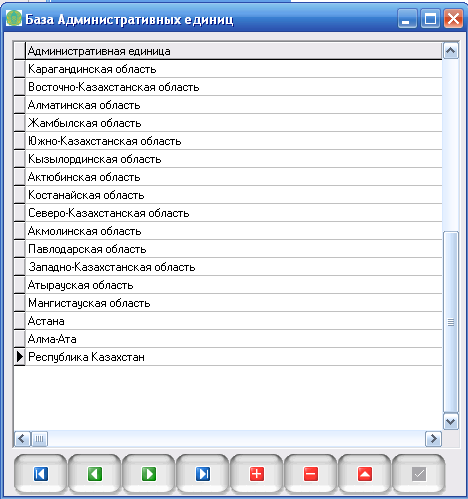 База Административных единиц
Административная единица
Карагандинская область
Восточно-Казахстанская область
Алматинская область
Жамбылская область
Южно-Казахстанская область
Кызылординская область
Актюбинская область
Костанайская область
Северо-Казахстанская область
Акмолинская область
Павлодарская область
Западно-Казахстанская область
Атырауская область
Мангистауская область
Астана
Алма-Ата
Республика Казахстан